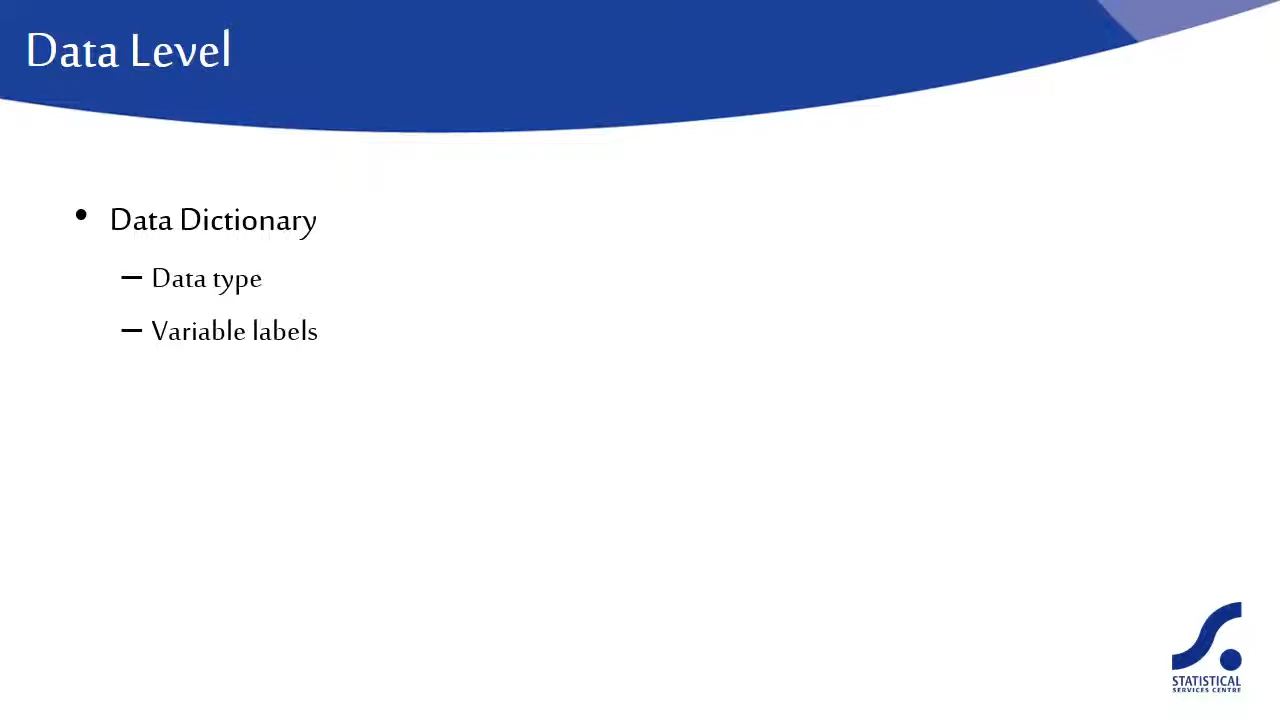 Data Level
• Data Dictionary
– Data type
– Variable labels
STATISTICAL
SERVICES CENTRE